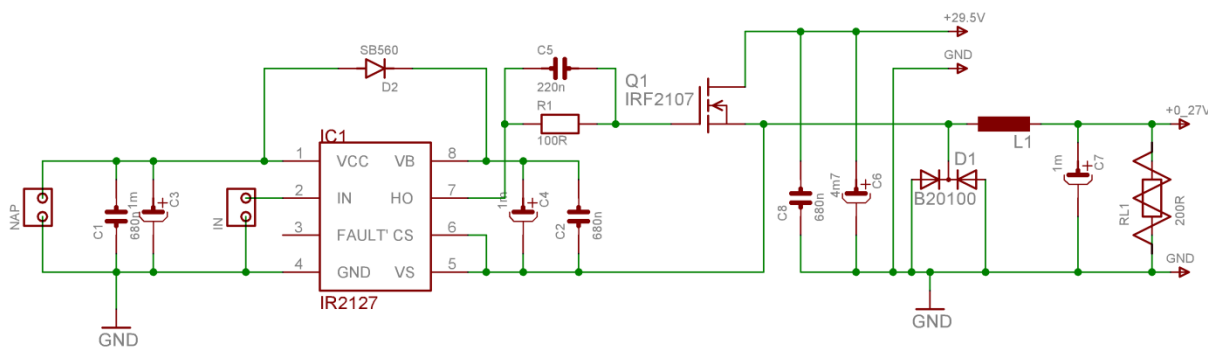 SB560
D2
C5
220n
R1
100R
Q1
IRF2107
+29.5V
GND
+0_27V
L1
IC1
1 VCC VB 8
2 IN HO 7
3 FAULT' CS 6
4 GND VS 5
IR2127
NAP
C1
680n
1m
C3
IN
1m
C4
C2
680n
C8
680n
4m7
C6
D1
B20100
1m
C7
RL1
200R
GND
GND
GND